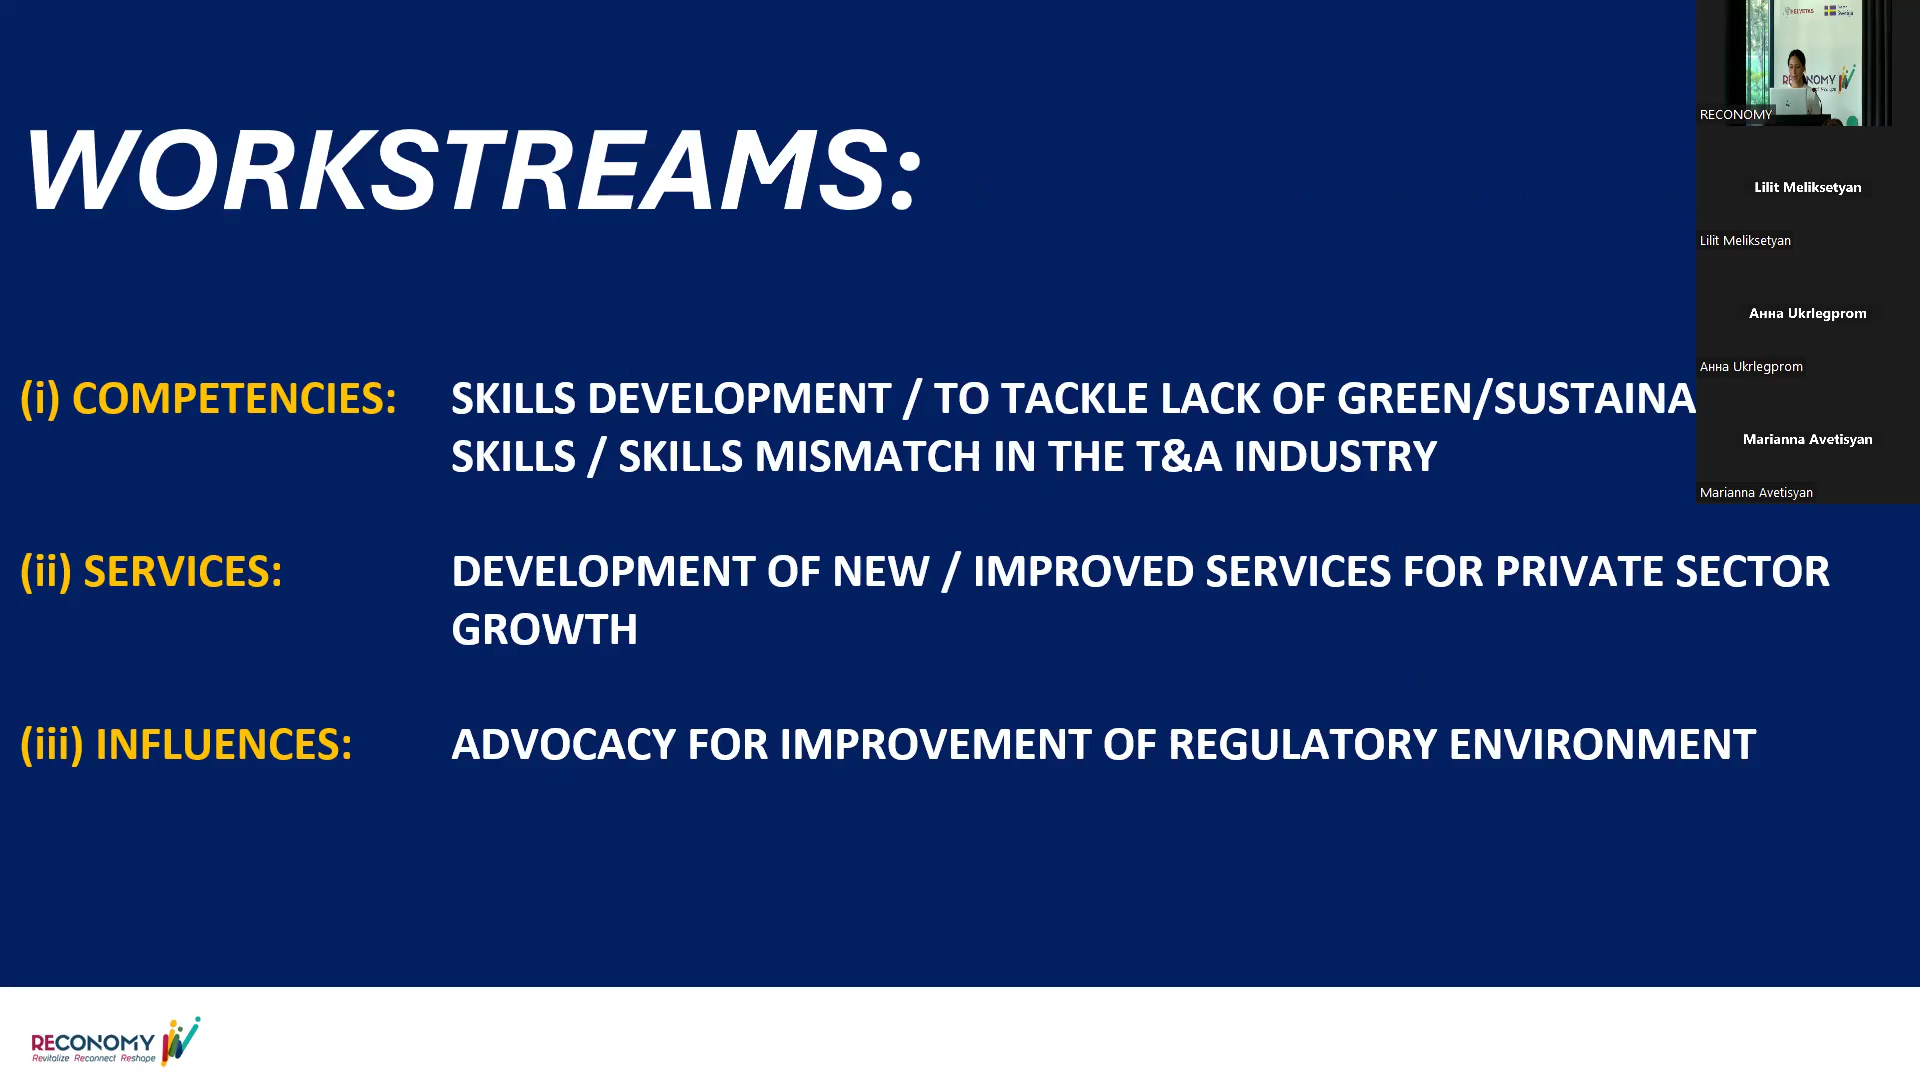 WORKSTREAMS:
(i) COMPETENCIES: SKILLS DEVELOPMENT / TO TACKLE LACK OF GREEN/SUSTAINA
SKILLS / SKILLS MISMATCH IN THE T&A INDUSTRY
(ii) SERVICES: DEVELOPMENT OF NEW / IMPROVED SERVICES FOR PRIVATE SECTOR
GROWTH
(iii) INFLUENCES: ADVOCACY FOR IMPROVEMENT OF REGULATORY ENVIRONMENT
RECONOMY
Revitalize Reconnect Reshape
HELVETAS
Sweden
RECONOMY
Lilit Meliksetyan
Lilit Meliksetyan
Анна Ukrlegprom
Анна Ukrlegprom
Marianna Avetisyan
Marianna Avetisyan